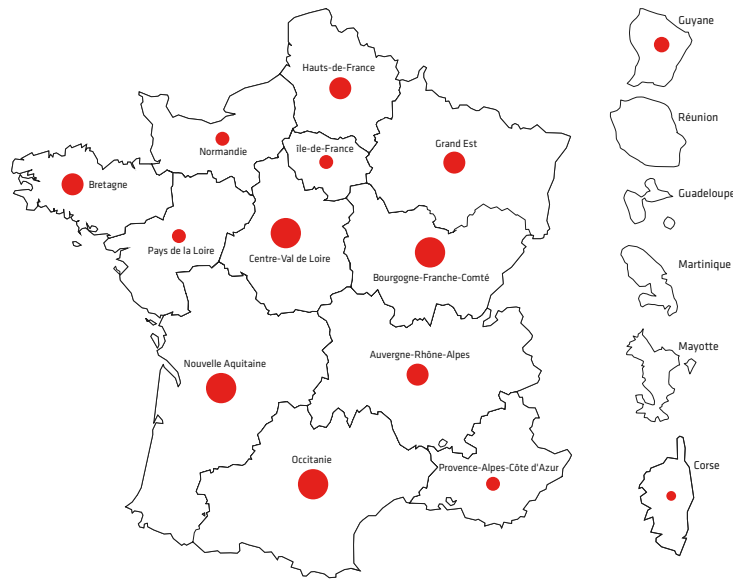 Guyane
Hauts-de-France
Réunion
Normandie
île-de-France
Grand Est
Bretagne
Guadeloupe
Pays de la Loire
Centre-Val de Loire
Bourgogne-Franche-Comté
Martinique
Mayotte
Nouvelle Aquitaine
Auvergne-Rhône-Alpes
Occitanie
Provence-Alpes-Côte d'Azur
Corse